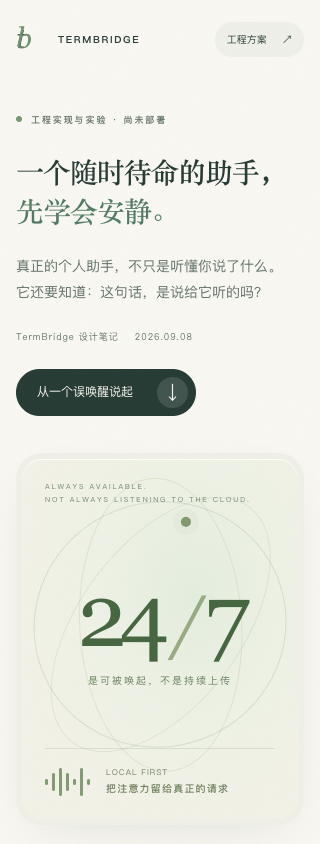 b TERMBRIDGE 工程方案 ↗
工程实现与实验 · 尚未部署
一个随时待命的助手，
先学会安静。
真正的个人助手，不只是听懂你说了什么。
它还要知道：这句话，是说给它听的吗？
TermBridge 设计笔记 2026.09.08
从一个误唤醒说起 ↓
ALWAYS AVAILABLE.
NOT ALWAYS LISTENING TO THE CLOUD.
24/7
是可被唤起，不是持续上传
LOCAL FIRST
把注意力留给真正的请求